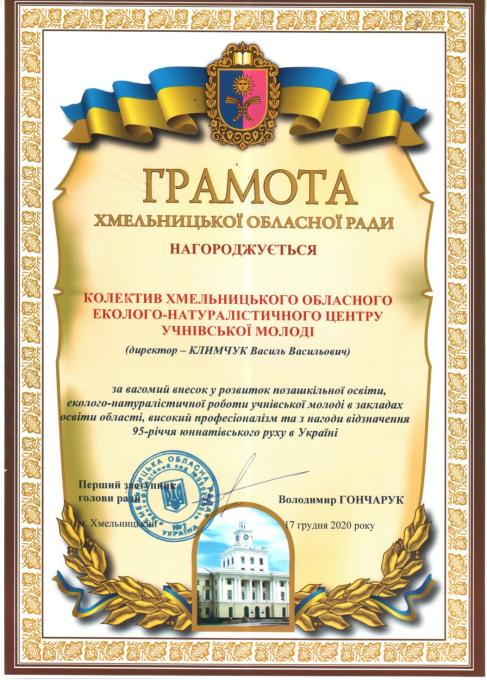 ГРАМОТА
ХМЕЛЬНИЦЬКОЇ ОБЛАСНОЇ РАДИ
НАГОРОДЖУЄТЬСЯ
КОЛЕКТИВ ХМЕЛЬНИЦЬКОГО ОБЛАСНОГО
ЕКОЛОГО-НАТУРАЛІСТИЧНОГО ЦЕНТРУ
УЧНІВСЬКОЇ МОЛОДІ
(директор – КЛИМЧУК Василь Васильович)
за вагомий внесок у розвиток позашкільної освіти,
еколого-натуралістичної роботи учнівської молоді в закладах
освіти області, високий професіоналізм та з нагоди відзначення
95-річчя юннатівського руху в Україні
Перший заступник
голови ради
Володимир ГОНЧАРУК
м. Хмельницький
17 грудня 2020 року